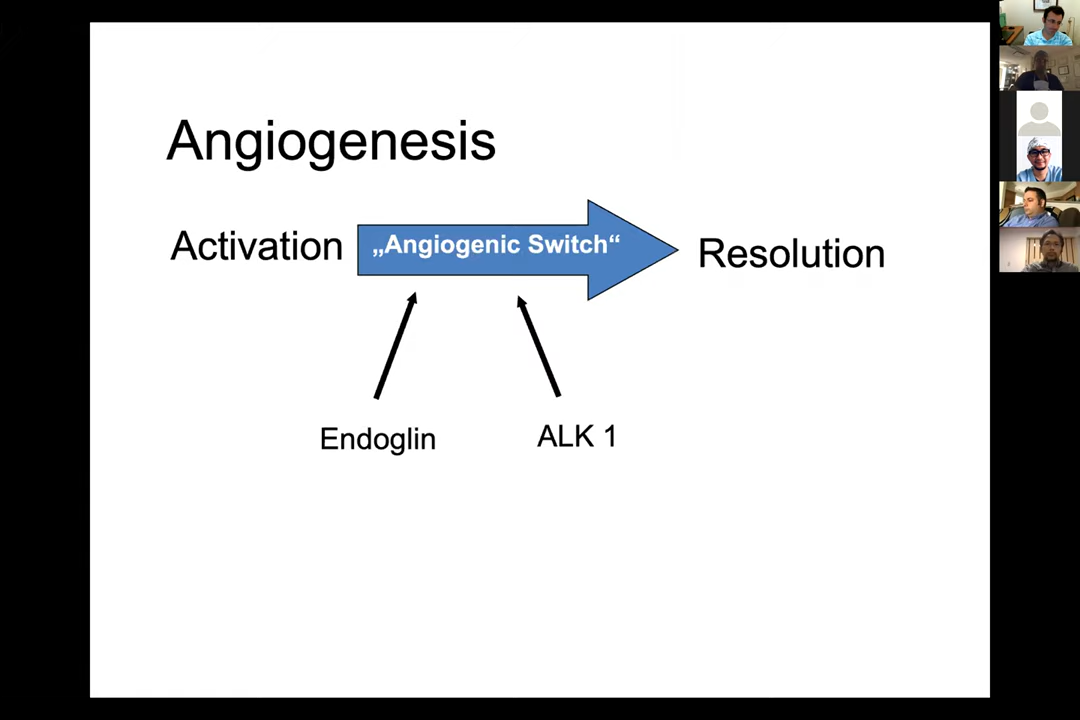 Angiogenesis
Activation
„Angiogenic Switch“
Resolution
Endoglin
ALK 1